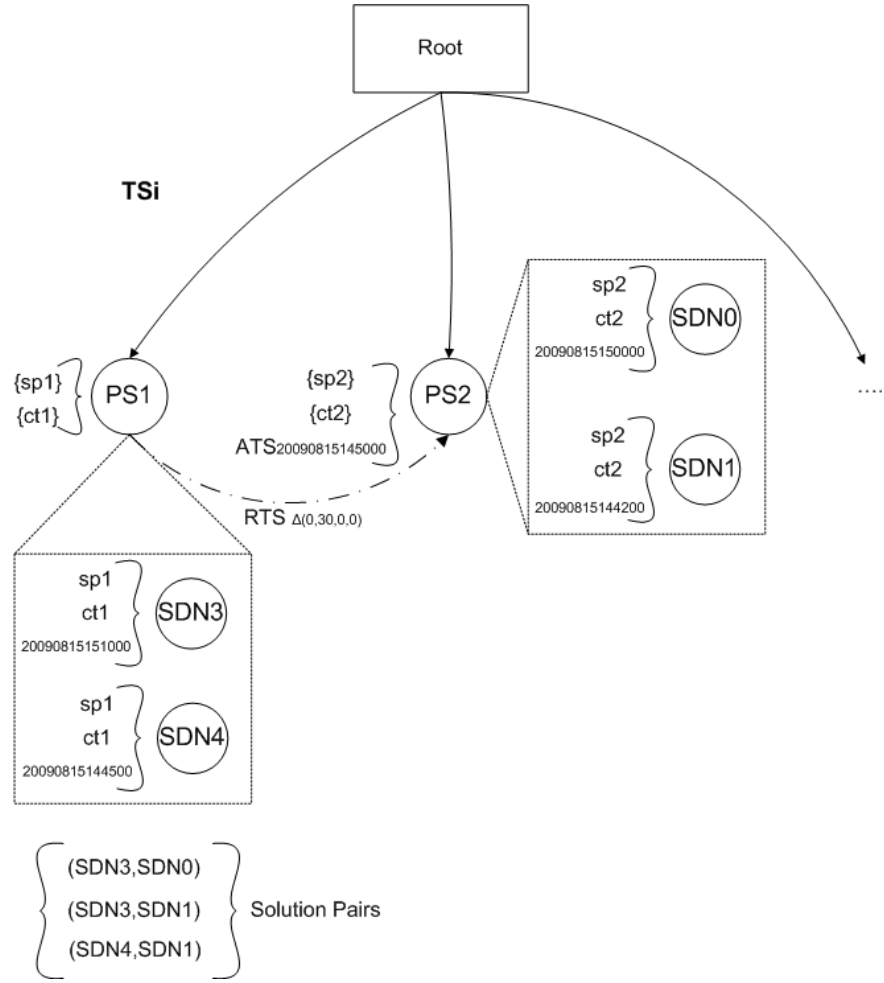 Root
TSi
{sp1}
{ct1}
PS1
{sp2}
{ct2}
ATS20090815145000
PS2
RTS Δ(0,30,0,0)
sp2
ct2
20090815150000
SDN0
sp2
ct2
20090815144200
SDN1
....
sp1
ct1
20090815151000
SDN3
sp1
ct1
20090815144500
SDN4
(SDN3,SDN0)
(SDN3,SDN1)
(SDN4,SDN1)
Solution Pairs